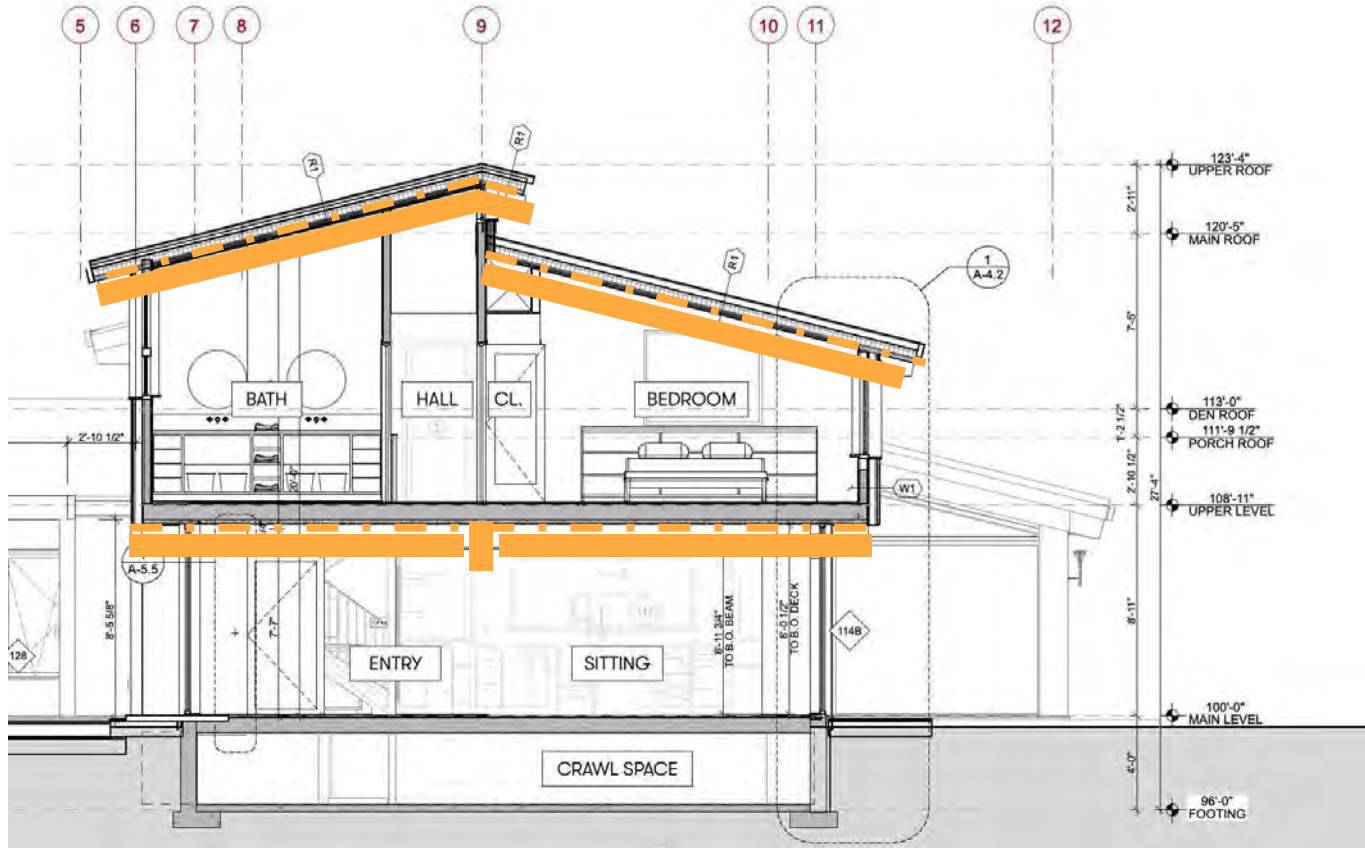 5 6 7 8 9 10 11 12
R1
R1
123'-4"
UPPER ROOF
2'-11"
120'-5"
MAIN ROOF
1
A-4.2
R1
7'-5"
BATH
HALL
CL.
BEDROOM
113'-0"
DEN ROOF
1'-2 1/2"
111'-9 1/2"
PORCH ROOF
2'-10 1/2"
2'-10 1/2"
27'-4"
20'-0"
W1
108'-11"
UPPER LEVEL
A-5.5
8'-5 5/8"
7'-7"
6'-11 3/4"
TO B.O. BEAM
8'-0 1/2"
TO B.O. DECK
8'-11"
128
114B
ENTRY
SITTING
100'-0"
MAIN LEVEL
CRAWL SPACE
4'-0"
96'-0"
FOOTING